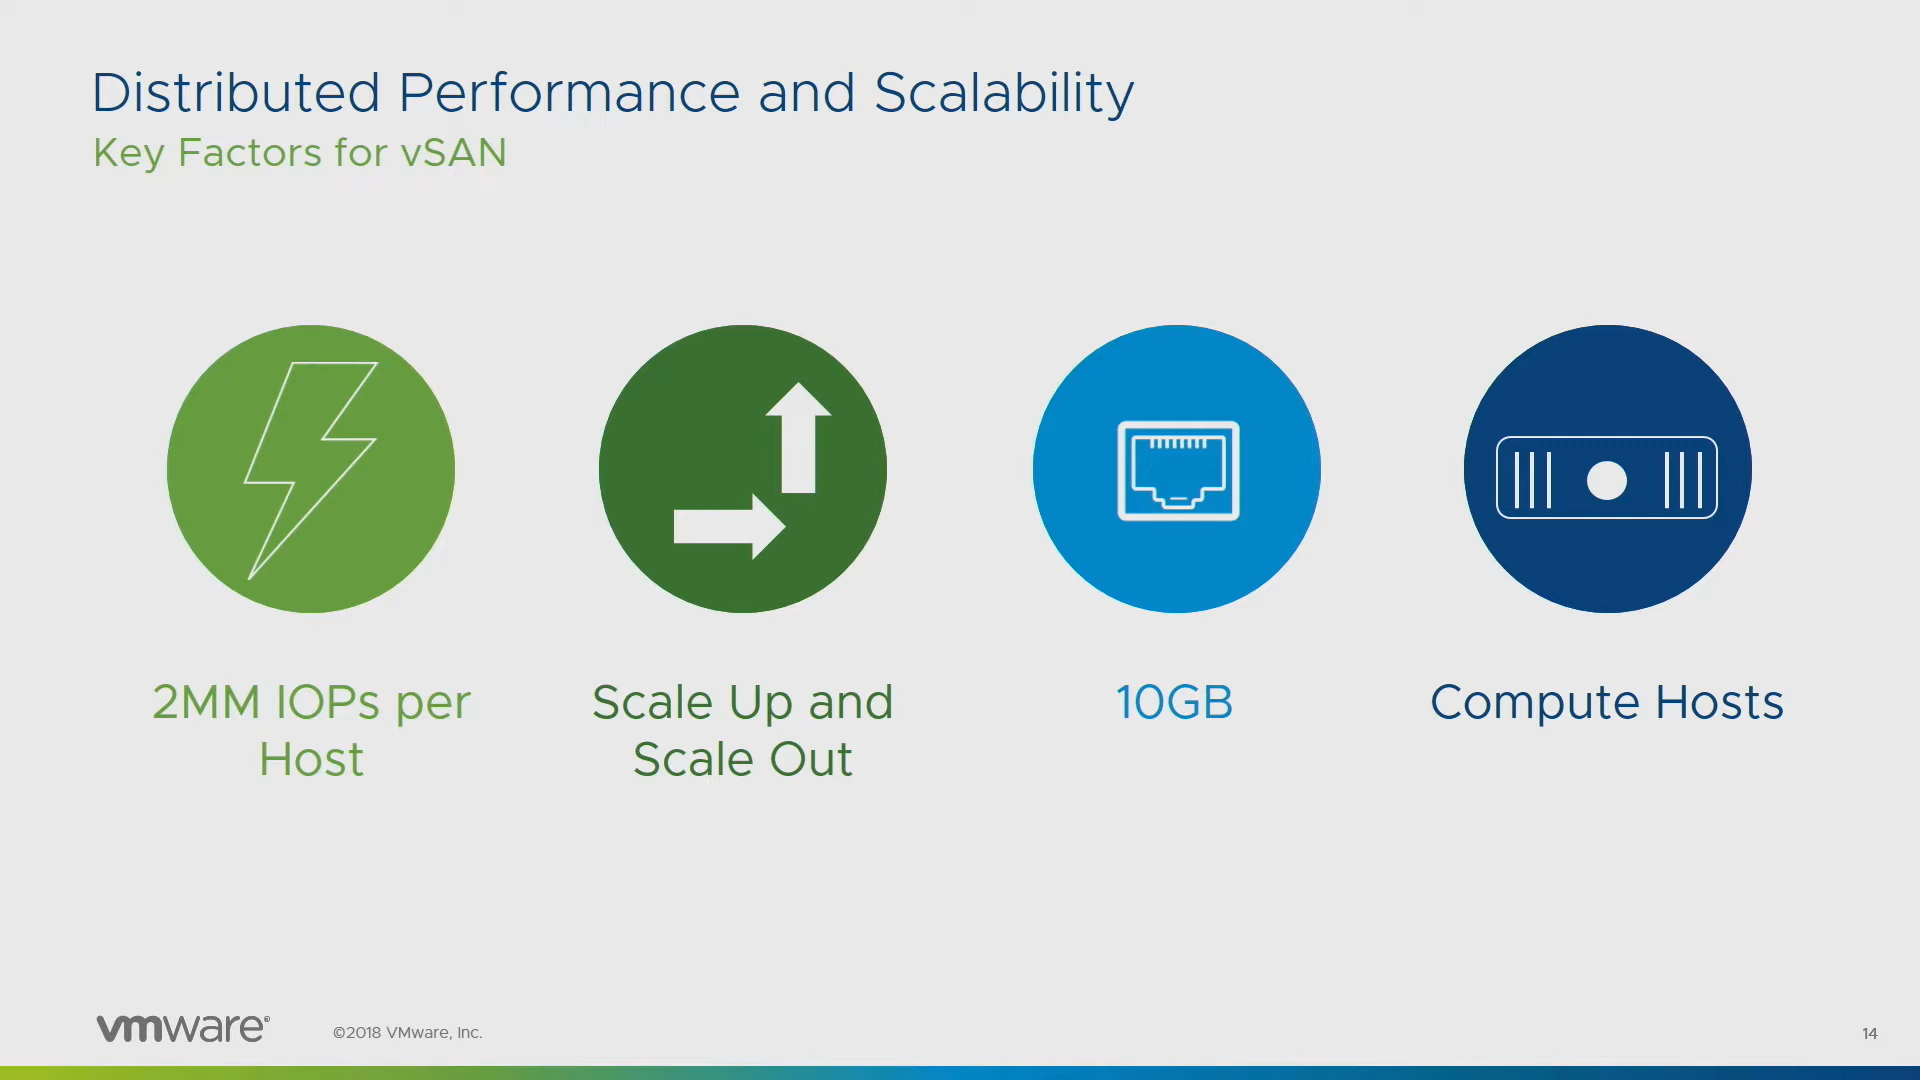 Distributed Performance and Scalability
Key Factors for vSAN
2MM IOPs per
Host
Scale Up and
Scale Out
10GB
Compute Hosts
vmware®
©2018 VMware, Inc.
14